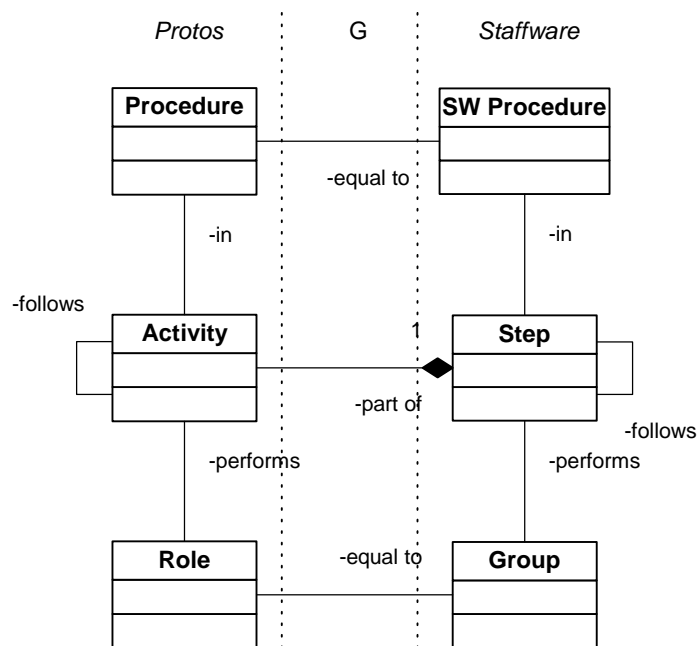 Protos G Staffware
Procedure SW Procedure
-equal to
-in -in
-follows
Activity 1 Step
-part of
-follows
-performs -performs
Role -equal to Group